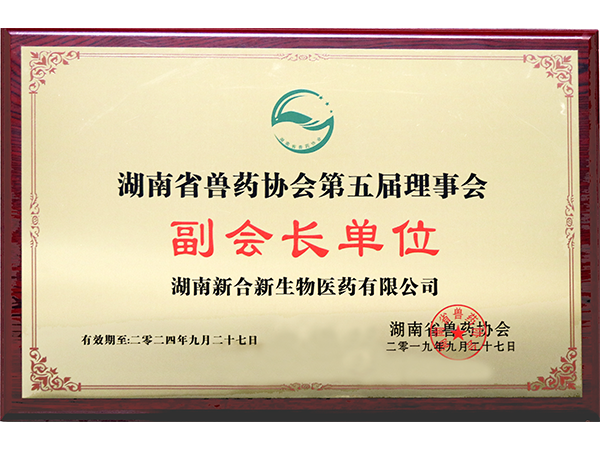 湖南省兽药协会第五届理事会
副会长单位
湖南新合新生物医药有限公司
有效期至:二零二四年九月二十七日
湖南省兽药协会
二零一九年九月二十七日